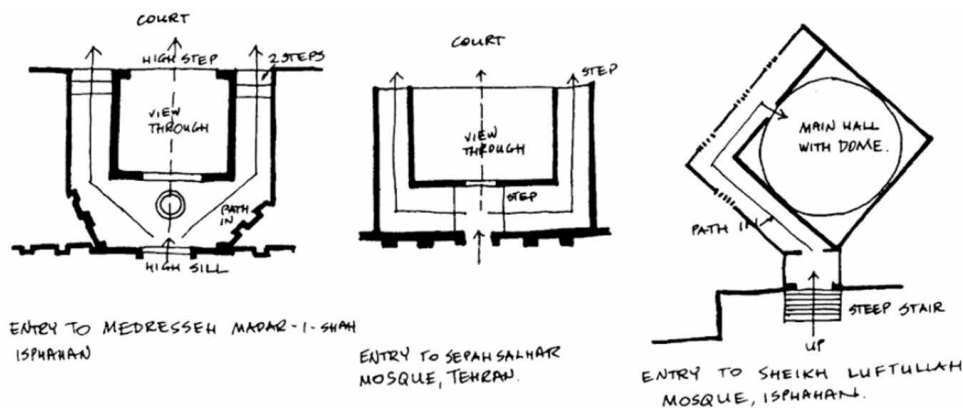 COURT
HIGH STEP
2 STEPS
VIEW
THROUGH
PATH
IN
HIGH SILL
ENTRY TO MEDRESSEH MADAR-I-SHAH
ISPHAHAN
COURT
STEP
VIEW
THROUGH
STEP
ENTRY TO SEPAHSALHAR
MOSQUE, TEHRAN.
MAIN HALL
WITH DOME.
PATH IN
STEEP STAIR
UP
ENTRY TO SHEIKH LUFTULLAH
MOSQUE, ISPHAHAN.